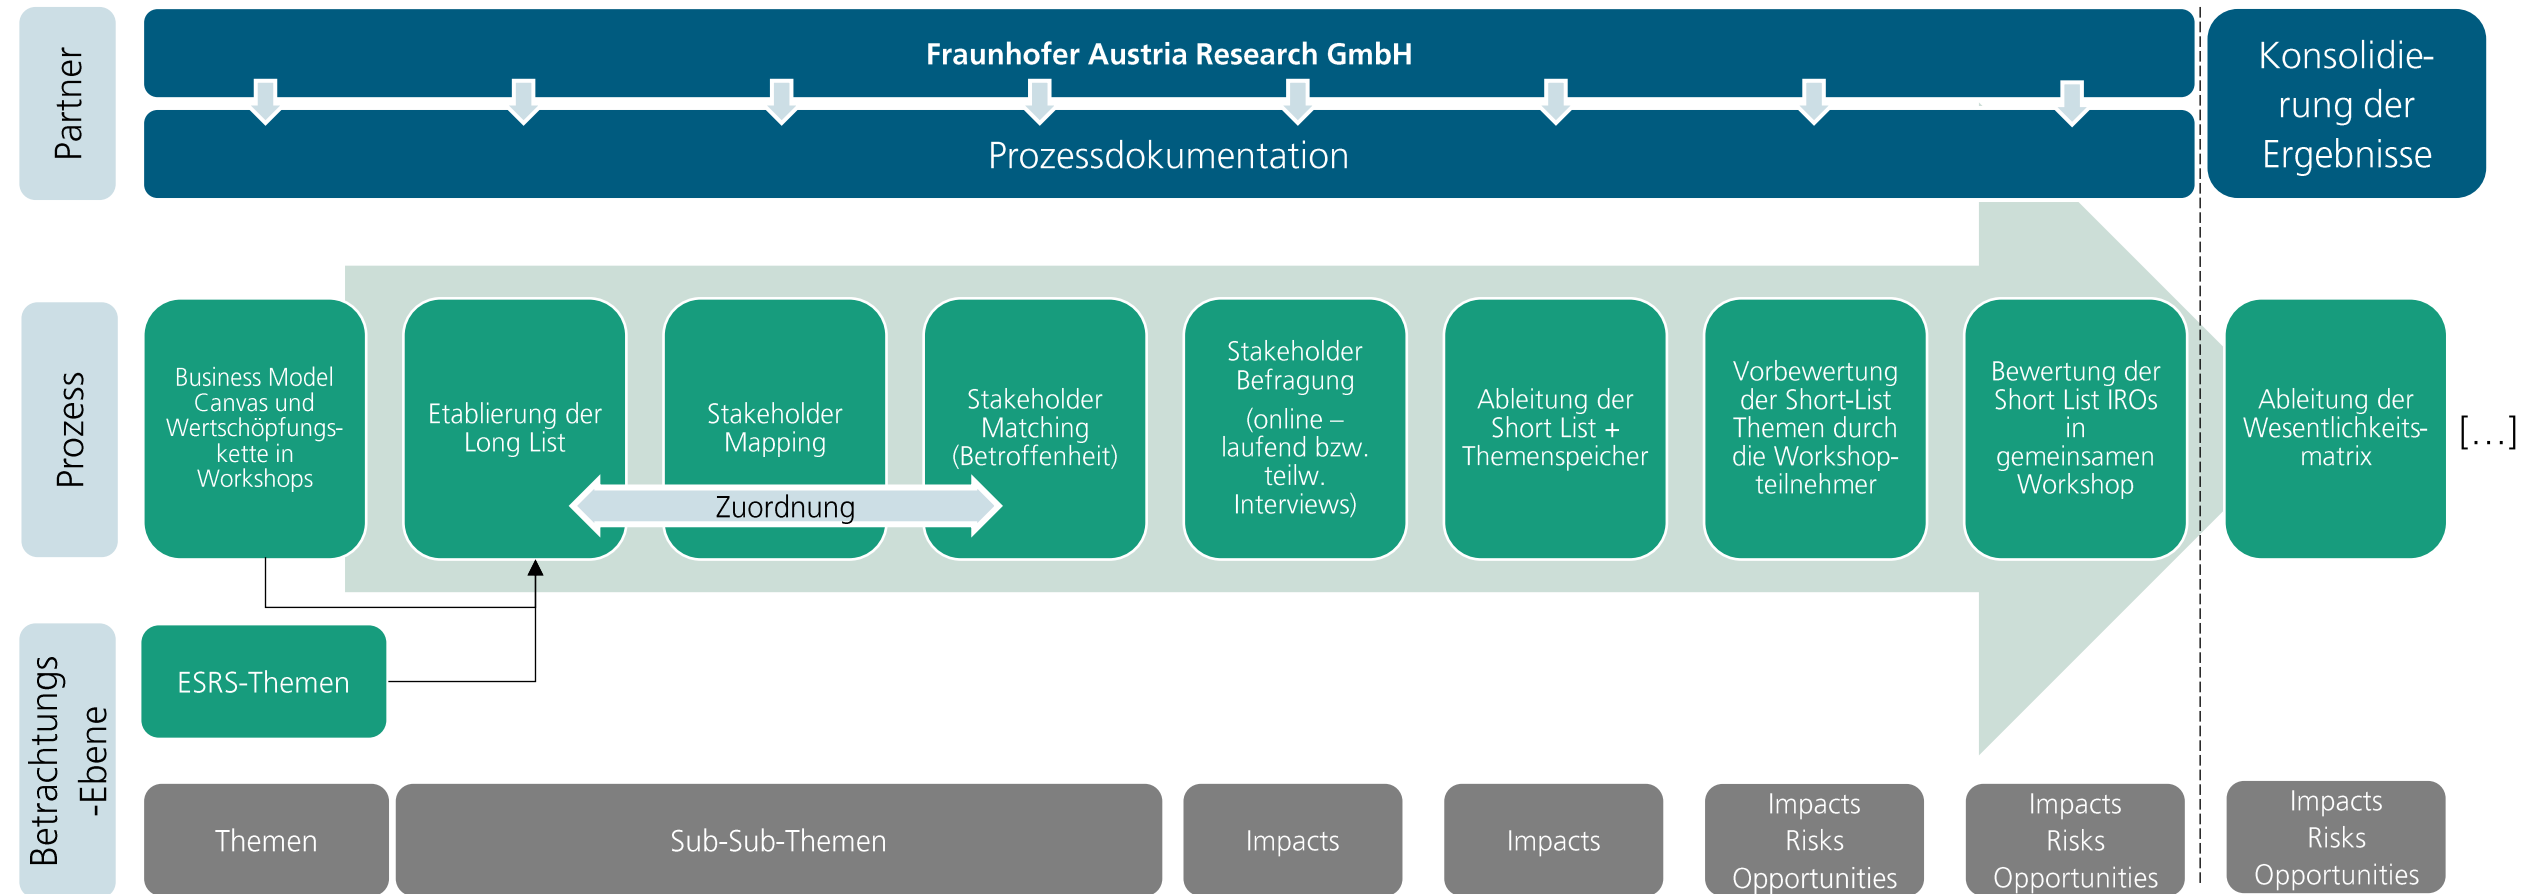 Partner
Fraunhofer Austria Research GmbH
Prozessdokumentation
Konsolidie-
rung der
Ergebnisse
Prozess
Business Model
Canvas und
Wertschöpfungs-
kette in
Workshops
Etablierung der
Long List
Stakeholder
Mapping
Stakeholder
Matching
(Betroffenheit)
Zuordnung
Stakeholder
Befragung
(online –
laufend bzw.
teilw.
Interviews)
Ableitung der
Short List +
Themenspeicher
Vorbewertung
der Short-List
Themen durch
die Workshop-
teilnehmer
Bewertung der
Short List IROs
in
gemeinsamen
Workshop
Ableitung der
Wesentlichkeits-
matrix
[...]
Betrachtungs
-Ebene
ESRS-Themen
Themen
Sub-Sub-Themen
Impacts
Impacts
Impacts
Risks
Opportunities
Impacts
Risks
Opportunities
Impacts
Risks
Opportunities